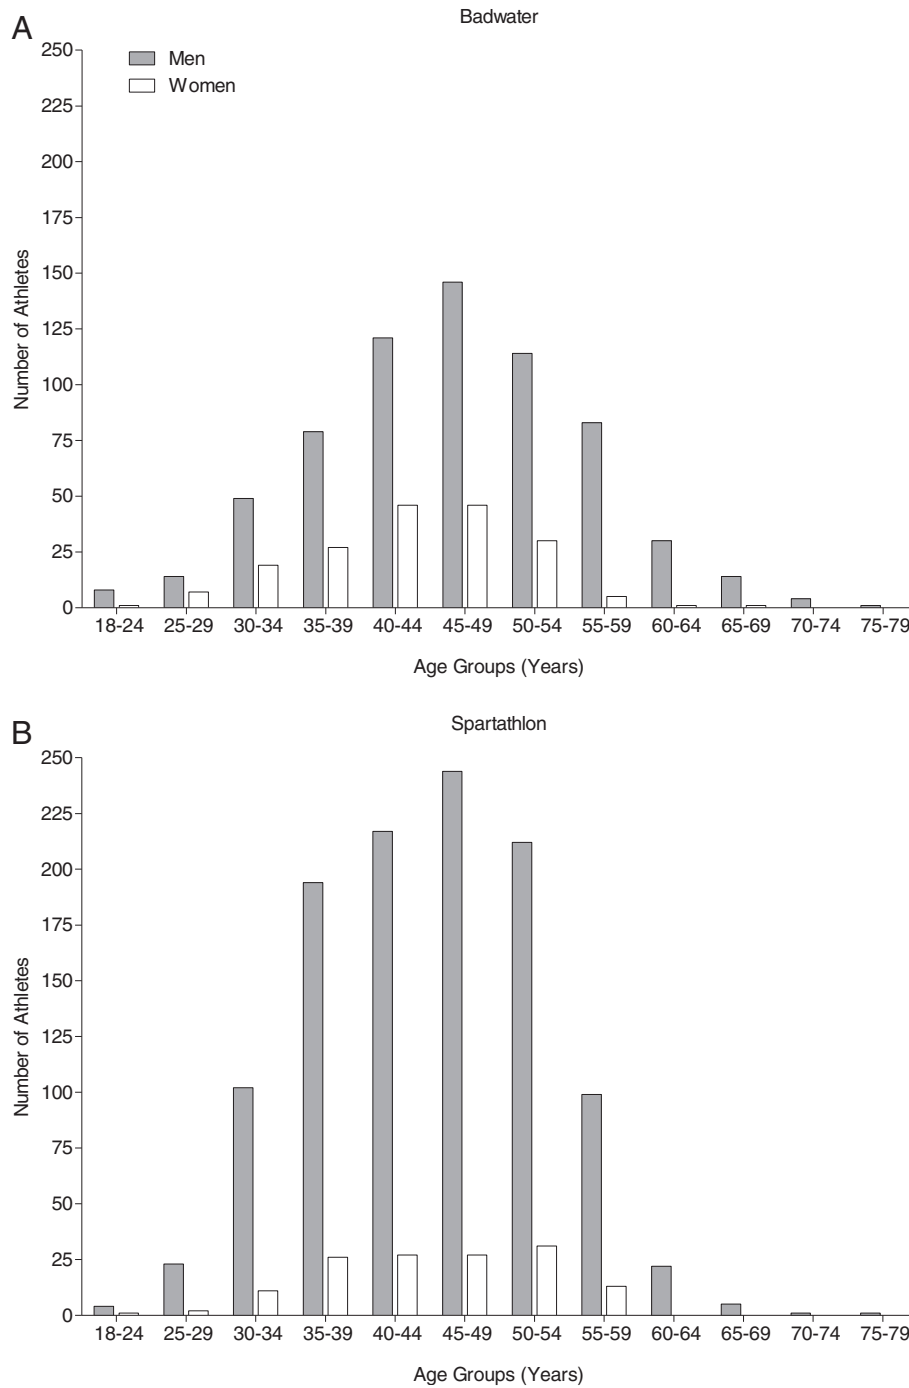 A
Badwater
Men
Women
250
225
200
175
150
125
100
75
50
25
0
Number of Athletes
18-24 25-29 30-34 35-39 40-44 45-49 50-54 55-59 60-64 65-69 70-74 75-79
Age Groups (Years)
B
Spartathlon
250
225
200
175
150
125
100
75
50
25
0
Number of Athletes
18-24 25-29 30-34 35-39 40-44 45-49 50-54 55-59 60-64 65-69 70-74 75-79
Age Groups (Years)